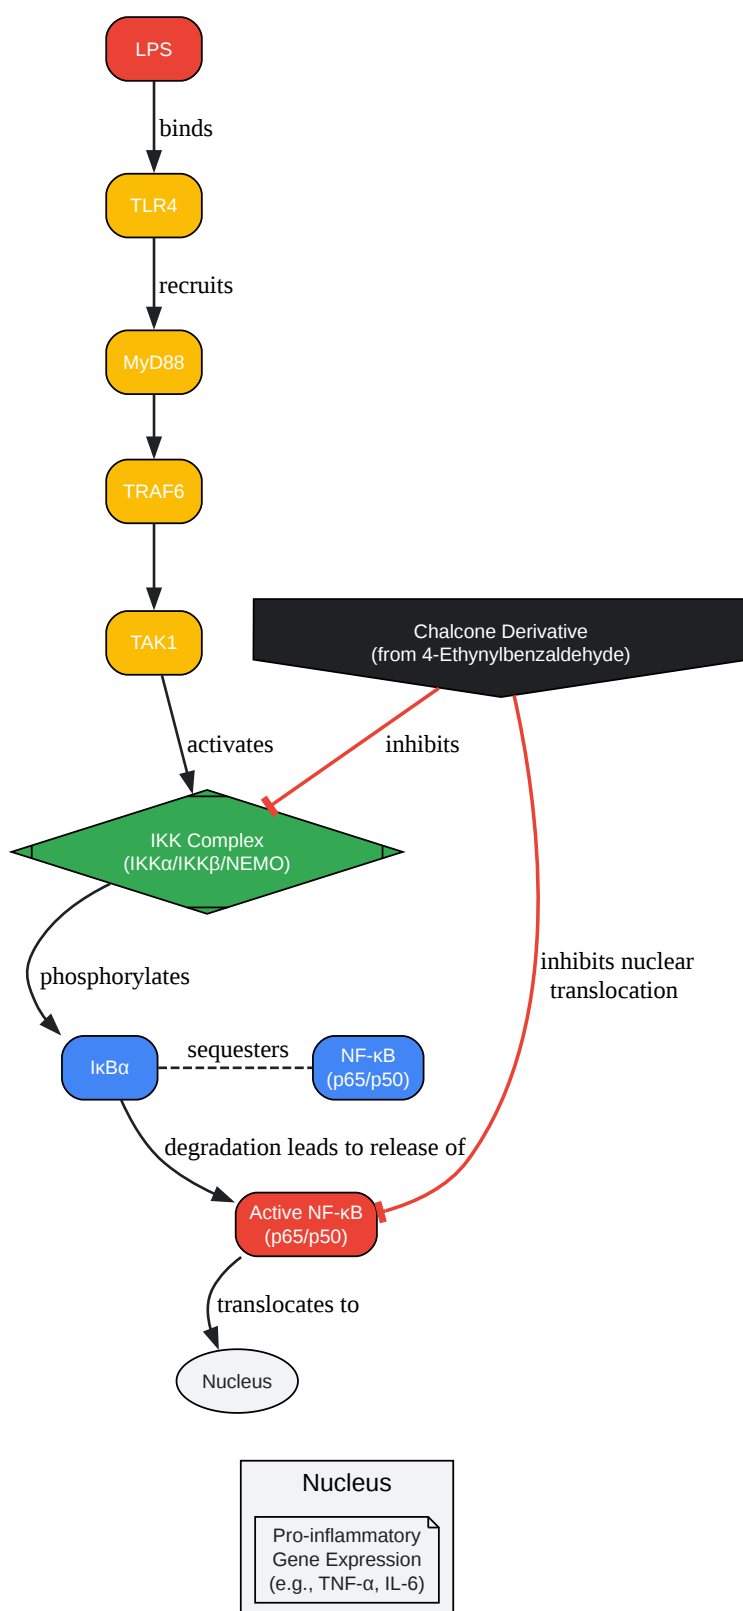 LPS
binds
TLR4
recruits
MyD88
TRAF6
TAK1
Chalcone Derivative
(from 4-Ethynylbenzaldehyde)
activates
inhibits
IKK Complex
(IKKα/IKKβ/NEMO)
phosphorylates
inhibits nuclear
translocation
IκBα
sequesters
NF-κB
(p65/p50)
degradation leads to release of
Active NF-κB
(p65/p50)
translocates to
Nucleus
Nucleus
Pro-inflammatory
Gene Expression
(e.g., TNF-α, IL-6)